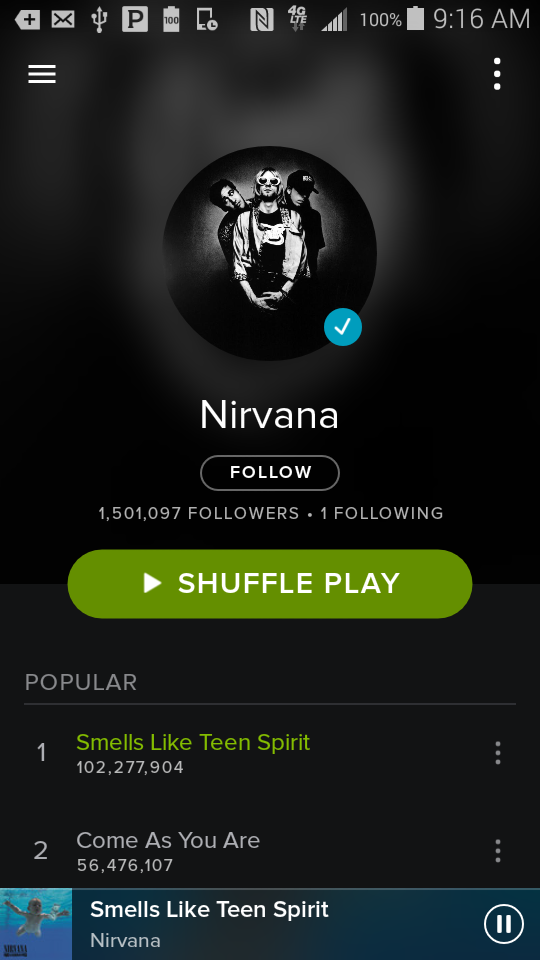 100
4G
LTE
100% 9:16 AM
Nirvana
FOLLOW
1,501,097 FOLLOWERS • 1 FOLLOWING
SHUFFLE PLAY
POPULAR
1 Smells Like Teen Spirit
102,277,904
2 Come As You Are
56,476,107
Smells Like Teen Spirit
Nirvana
NIRVANA